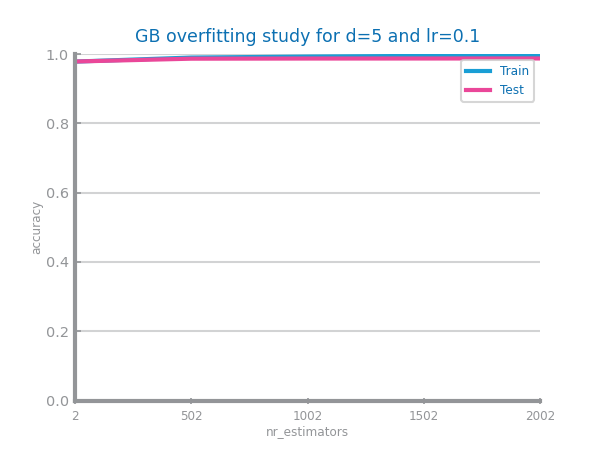 GB overfitting study for d=5 and lr=0.1
1.0
Train
Test
0.8
0.6
accuracy
0.4
0.2
0.0
2 502 1002 1502 2002
nr_estimators